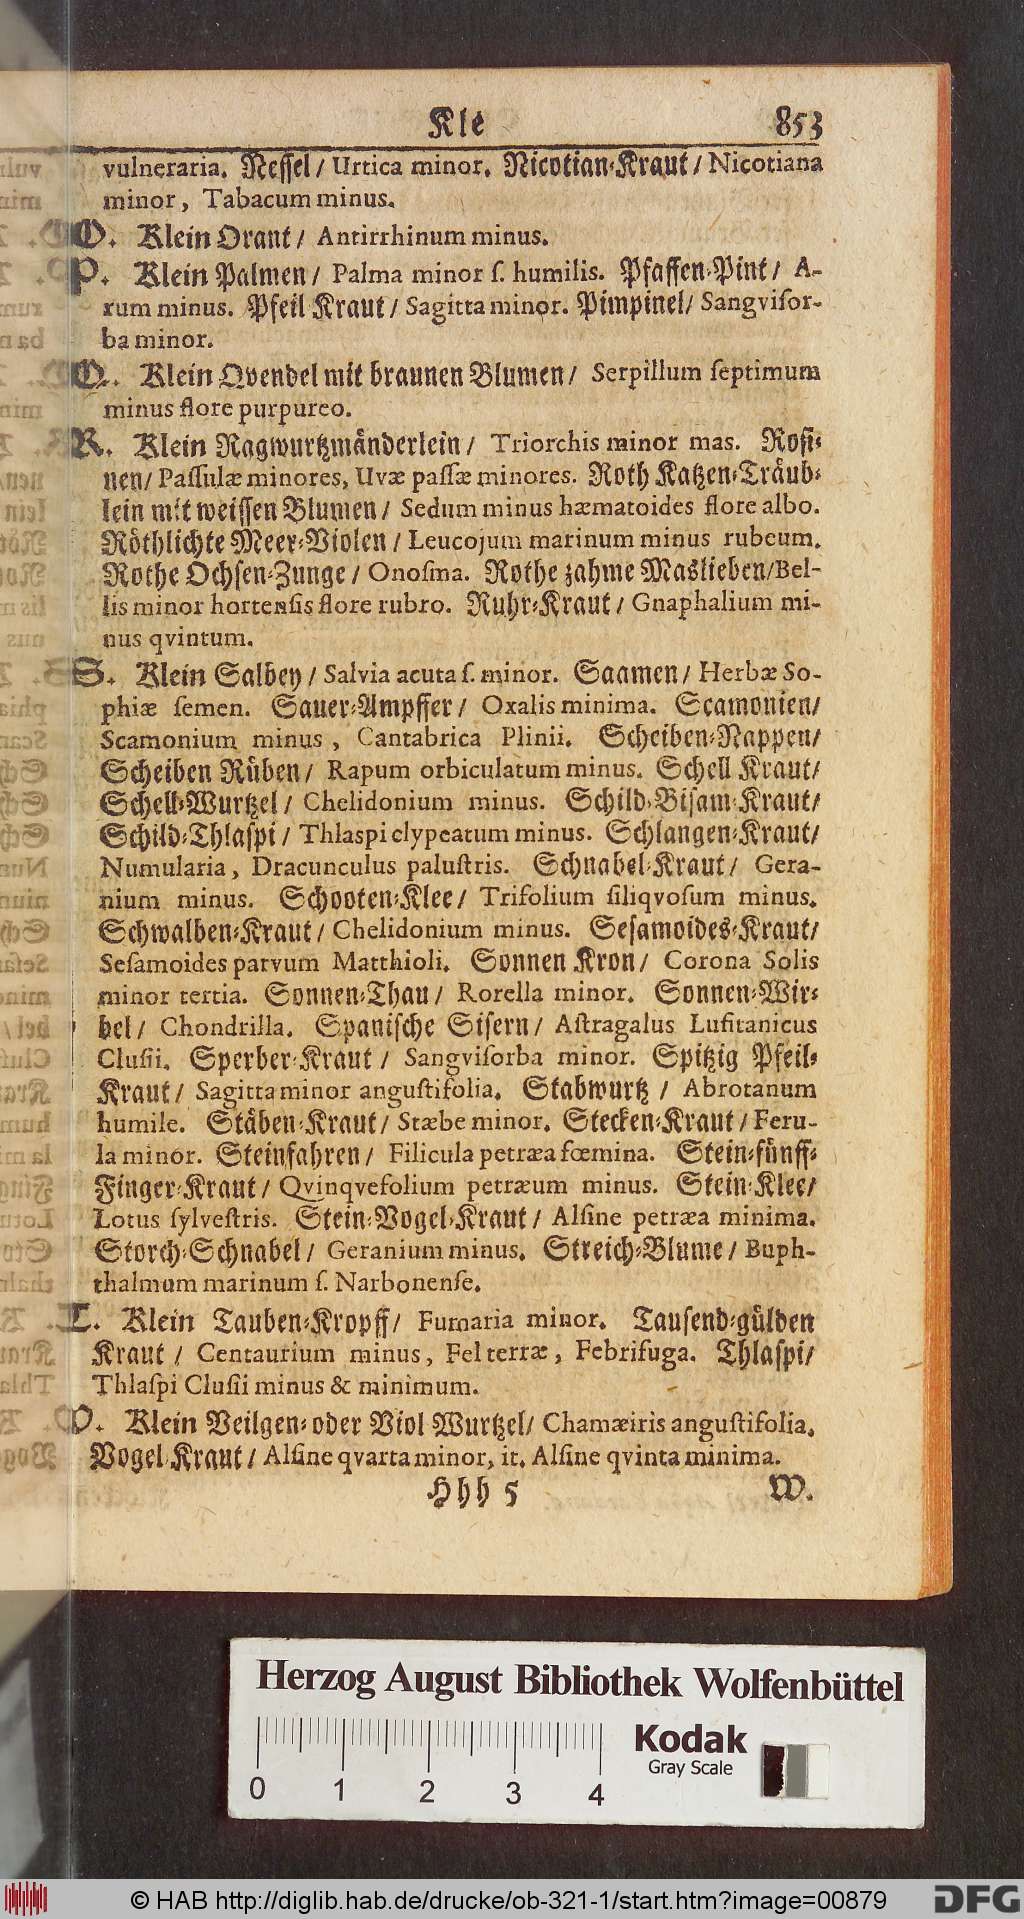 Kle 853
vulneraria. Nessel / Urtica minor. Nicotian-Kraut / Nicotiana
minor, Tabacum minus.
O. Klein Orant / Antirrhinum minus.
P. Klein Palmen / Palma minor ſ. humilis. Pfaffen-Pint / A-
rum minus. Pfeil Kraut / Sagitta minor. Pimpinel / Sangviſor-
ba minor.
Q. Klein Qvendel mit braunen Blumen / Serpillum ſeptimum
minus flore purpureo.
R. Klein Ragwurtzmänderlein / Triorchis minor mas. Roſi-
nen / Paſſulæ minores, Uvæ paſſæ minores. Roth Katzen-Träub-
lein mit weiſſen Blumen / Sedum minus hæmatoides flore albo.
Röthlichte Meer-Violen / Leucojum marinum minus rubeum.
Rothe Ochſen-Zunge / Onoſma. Rothe zahme Maslieben / Bel-
lis minor hortenſis flore rubro. Ruhr-Kraut / Gnaphalium mi-
nus qvintum.
S. Klein Salbey / Salvia acuta ſ. minor. Saamen / Herbæ So-
phiæ ſemen. Sauer-Ampffer / Oxalis minima. Scamonien /
Scamonium minus, Cantabrica Plinii. Scheiben-Rappen /
Scheiben Rüben / Rapum orbiculatum minus. Schell Kraut /
Schell-Wurtzel / Chelidonium minus. Schild-Biſam-Kraut /
Schild-Thlaſpi / Thlaspi clypeatum minus. Schlangen-Kraut /
Numularia, Dracunculus paluſtris. Schnabel-Kraut / Gera-
nium minus. Schooten-Klee / Trifolium ſiliqvoſum minus.
Schwalben-Kraut / Chelidonium minus. Seſamoides-Kraut /
Seſamoides parvum Matthioli. Sonnen Kron / Corona Solis
minor tertia. Sonnen-Thau / Rorella minor. Sonnen-Wir-
bel / Chondrilla. Spaniſche Siſern / Aſtragalus Luſitanicus
Cluſii. Sperber-Kraut / Sangviſorba minor. Spitzig Pfeil-
Kraut / Sagitta minor anguſtifolia. Stabwurtz / Abrotanum
humile. Stäben-Kraut / Stæbe minor. Stecken-Kraut / Feru-
la minor. Steinfahren / Filicula petræa fœmina. Stein-fünff-
Finger-Kraut / Qvinqvefolium petræum minus. Stein-Klee /
Lotus ſylveſtris. Stein-Vogel-Kraut / Alſine petræa minima.
Storch-Schnabel / Geranium minus. Streich-Blume / Buph-
thalmum marinum ſ. Narbonenſe.
T. Klein Tauben-Kropff / Fumaria minor. Tauſend-gülden
Kraut / Centaurium minus, Fel terræ, Febrifuga. Thlaſpi /
Thlaſpi Cluſii minus & minimum.
V. Klein Veilgen- oder Viol Wurtzel / Chamæiris anguſtifolia.
Vogel-Kraut / Alſine qvarta minor, it. Alſine qvinta minima.
Hhh 5 W.
Herzog August Bibliothek Wolfenbüttel
Kodak
Gray Scale
0 1 2 3 4
© HAB http://diglib.hab.de/drucke/ob-321-1/start.htm?image=00879
DFG